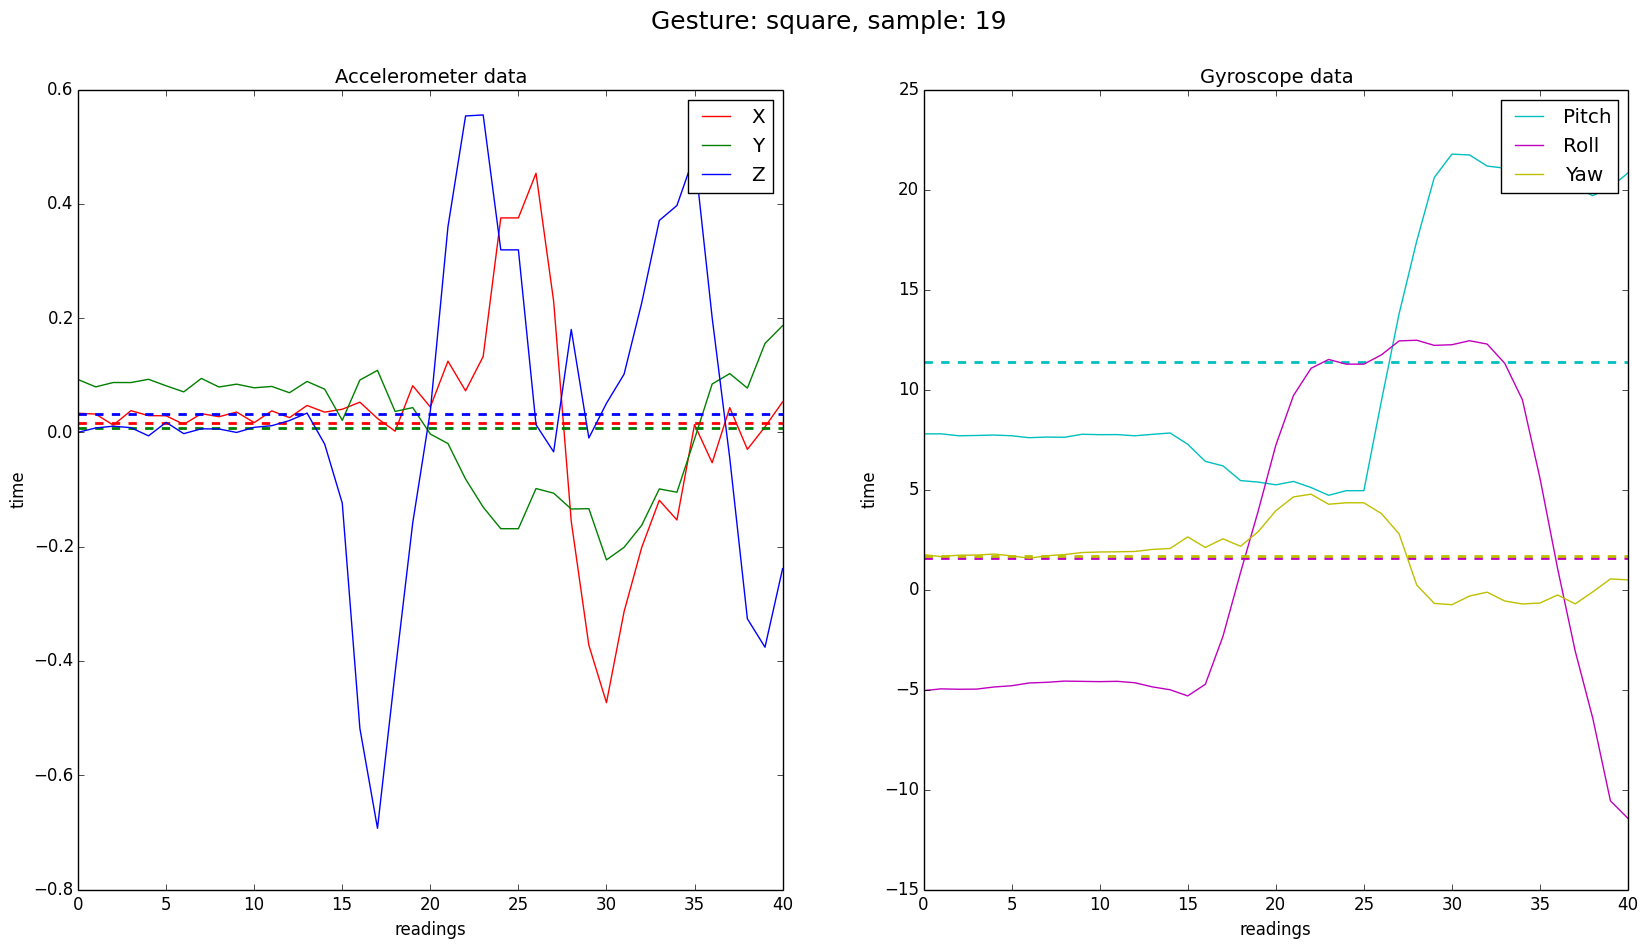 Gesture: square, sample: 19
Accelerometer data
0.6
0.4
0.2
0.0
−0.2
−0.4
−0.6
−0.8
time
0 5 10 15 20 25 30 35 40
readings
X
Y
Z
Gyroscope data
25
20
15
10
5
0
−5
−10
−15
time
0 5 10 15 20 25 30 35 40
readings
Pitch
Roll
Yaw